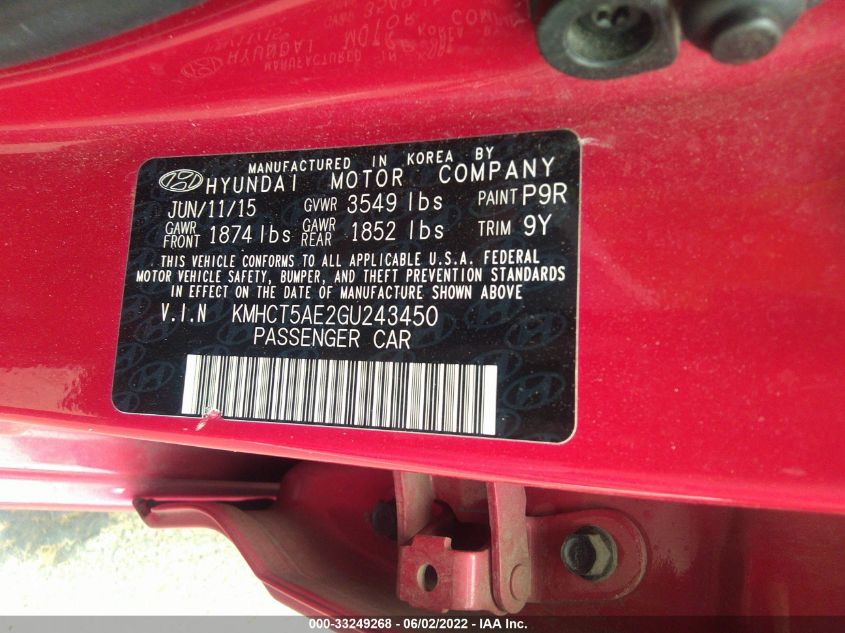 MANUFACTURED IN KOREA BY
HYUNDAI MOTOR COMPANY
JUN/11/15 GVWR 3549 lbs PAINT P9R
GAWR FRONT 1874 lbs GAWR REAR 1852 lbs TRIM 9Y
THIS VEHICLE CONFORMS TO ALL APPLICABLE U.S.A. FEDERAL
MOTOR VEHICLE SAFETY, BUMPER, AND THEFT PREVENTION STANDARDS
IN EFFECT ON THE DATE OF MANUFACTURE SHOWN ABOVE
V.I.N KMHCT5AE2GU243450
PASSENGER CAR
000-33249268 - 06/02/2022 - IAA Inc.